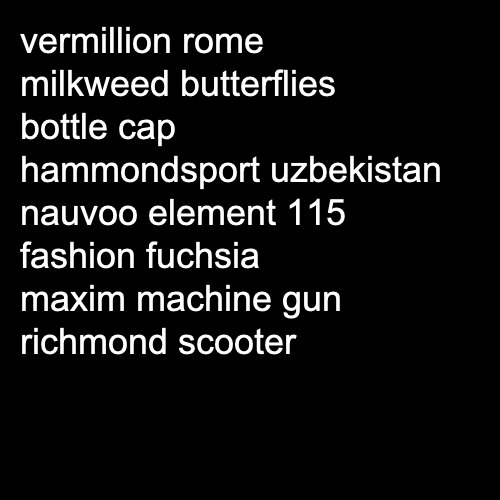 vermillion rome
milkweed butterflies
bottle cap
hammondsport uzbekistan
nauvoo element 115
fashion fuchsia
maxim machine gun
richmond scooter